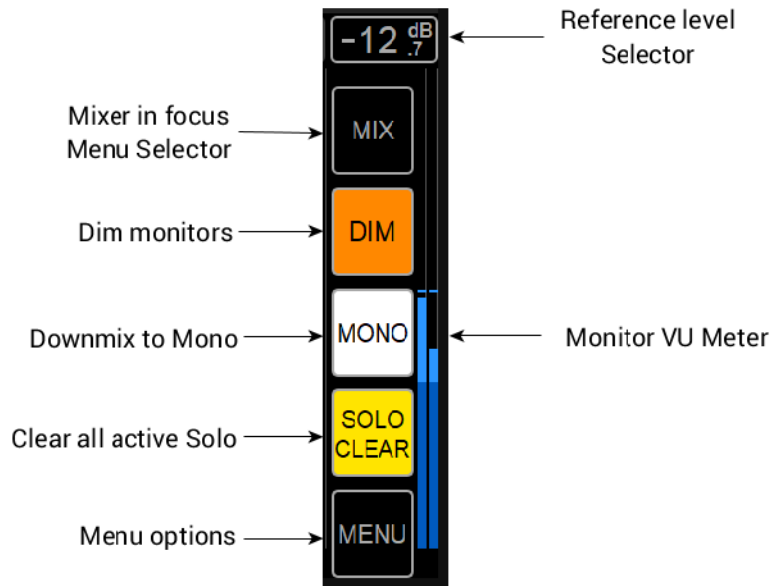 -12 dB .7
Reference level
Selector
Mixer in focus
Menu Selector
MIX
Dim monitors
DIM
Downmix to Mono
MONO
Monitor VU Meter
Clear all active Solo
SOLO
CLEAR
Menu options
MENU